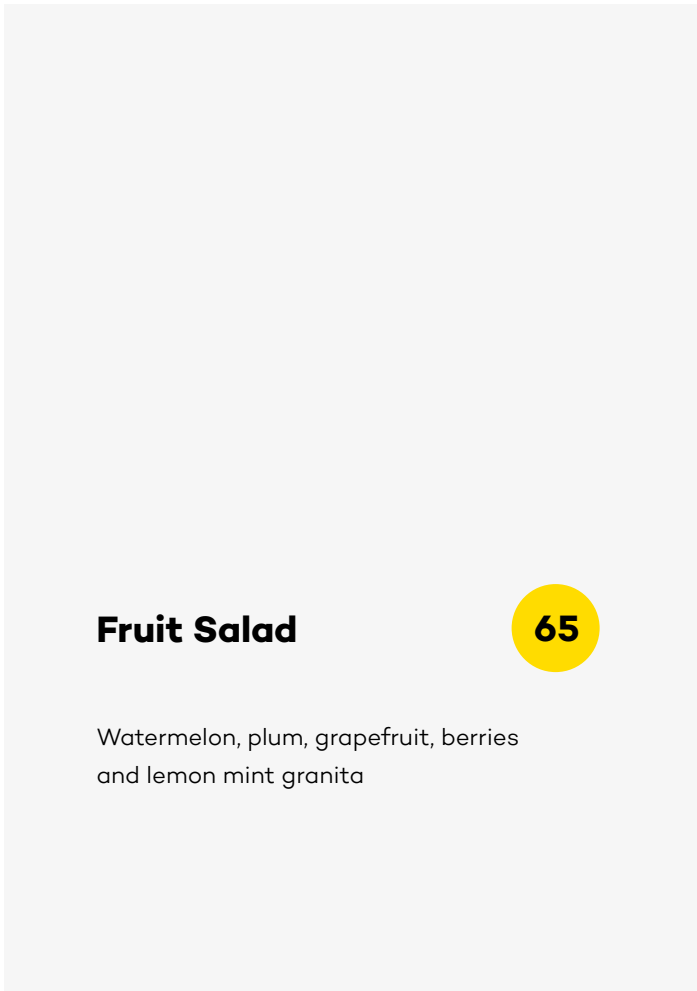 Fruit Salad
65
Watermelon, plum, grapefruit, berries
and lemon mint granita